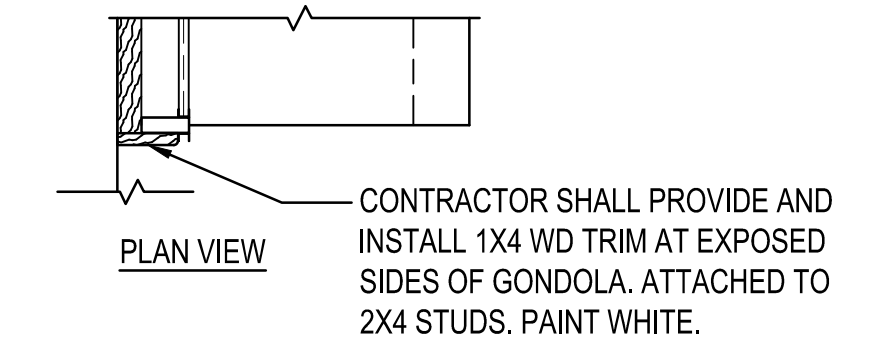 CONTRACTOR SHALL PROVIDE AND
INSTALL 1X4 WD TRIM AT EXPOSED
SIDES OF GONDOLA. ATTACHED TO
2X4 STUDS. PAINT WHITE.
PLAN VIEW